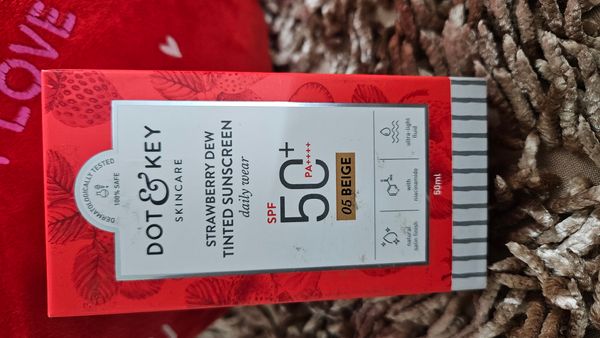 LOVE
DERMATOLOGICALLY TESTED
100% SAFE
DOT & KEY
SKINCARE
STRAWBERRY DEW
TINTED SUNSCREEN
daily wear
SPF
50+
PA++++
05 BEIGE
natural
satin finish
with
niacinamide
ultra-light
fluid
50ml